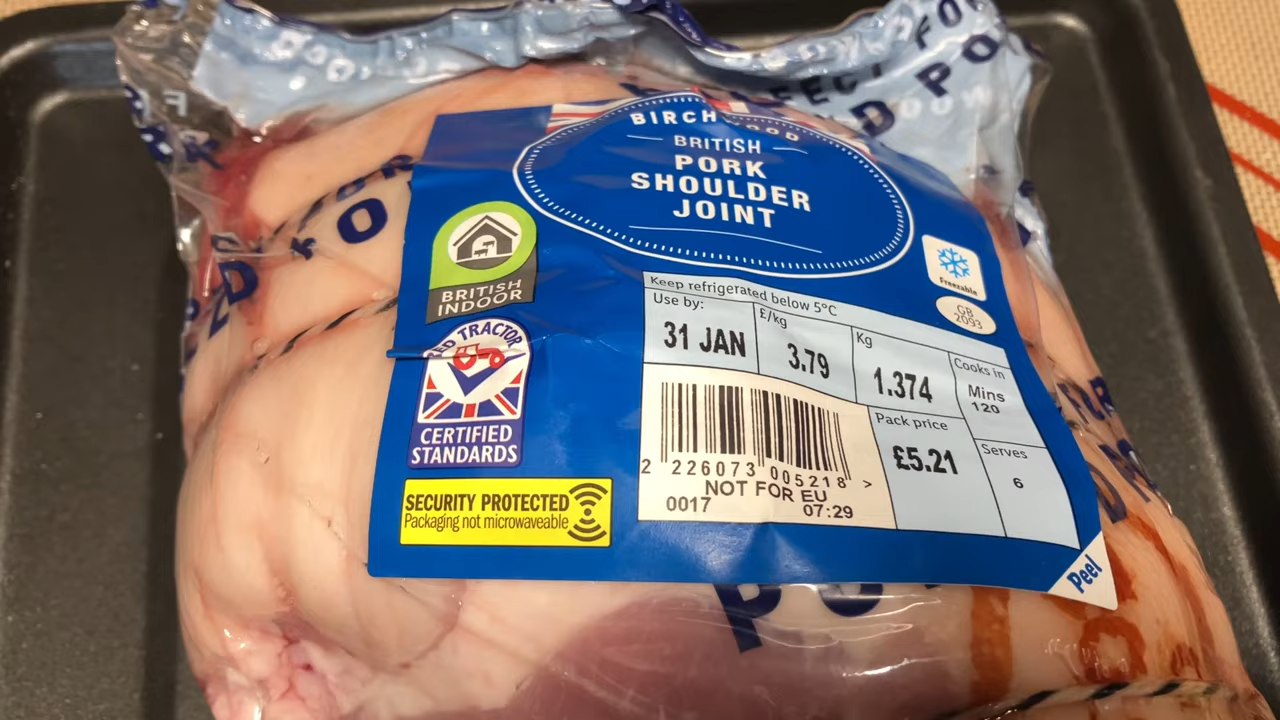 BIRCHWOOD
BRITISH
PORK
SHOULDER
JOINT
BRITISH
INDOOR
RED TRACTOR
CERTIFIED
STANDARDS
SECURITY PROTECTED
Packaging not microwaveable
Freezable
GB
2093
Keep refrigerated below 5°C
Use by:
31 JAN
£/kg
3.79
Kg
1.374
Cooks in
Mins
120
Pack price
£5.21
Serves
6
2 226073 005218 >
NOT FOR EU
0017 07:29
Peel